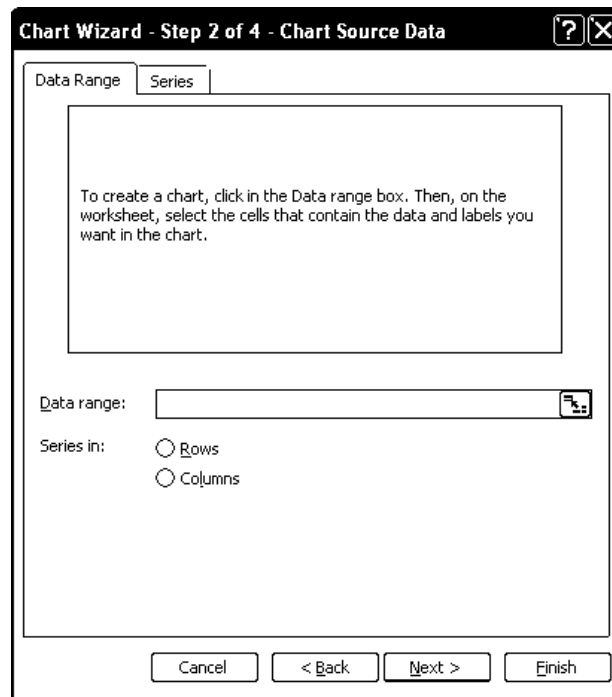 Chart Wizard - Step 2 of 4 - Chart Source Data
Data Range Series
To create a chart, click in the Data range box. Then, on the
worksheet, select the cells that contain the data and labels you
want in the chart.
Data range:
Series in: Rows
Columns
Cancel < Back Next > Finish